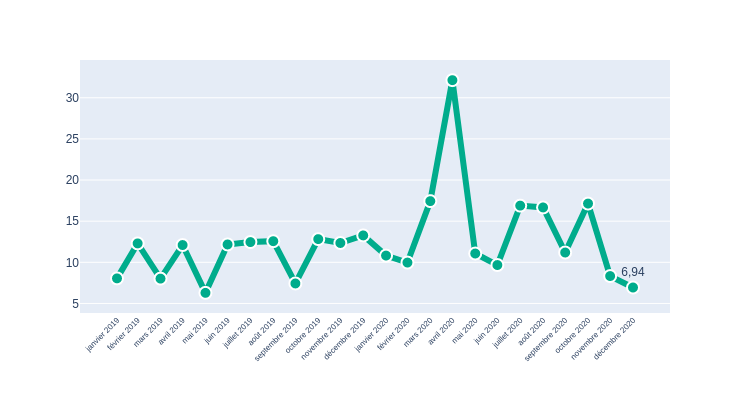 30
25
20
15
10
5
6,94
janvier 2019
février 2019
mars 2019
avril 2019
mai 2019
juin 2019
juillet 2019
août 2019
septembre 2019
octobre 2019
novembre 2019
décembre 2019
janvier 2020
février 2020
mars 2020
avril 2020
mai 2020
juin 2020
juillet 2020
août 2020
septembre 2020
octobre 2020
novembre 2020
décembre 2020